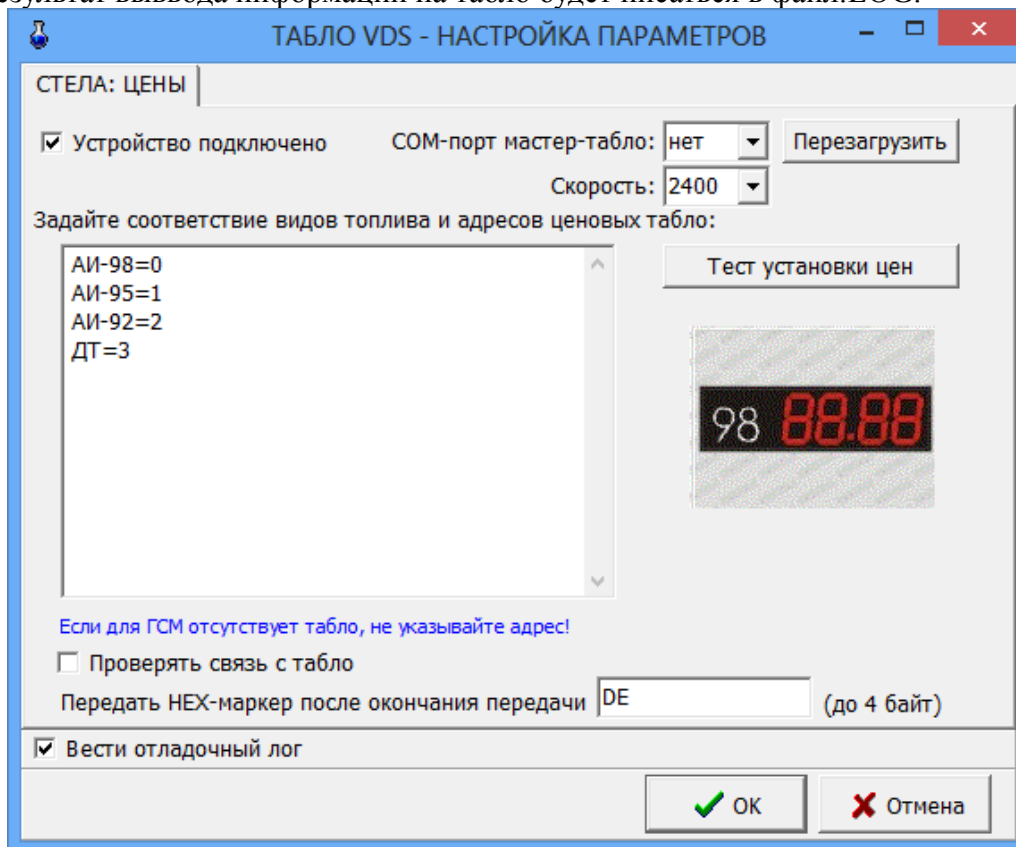 ТАБЛО VDS - НАСТРОЙКА ПАРАМЕТРОВ
СТЕЛА: ЦЕНЫ
Устройство подключено COM-порт мастер-табло: нет Перезагрузить
Скорость: 2400
Задайте соответствие видов топлива и адресов ценовых табло:
АИ-98=0
АИ-95=1
АИ-92=2
ДТ=3
Тест установки цен
98 88.88
Если для ГСМ отсутствует табло, не указывайте адрес!
Проверять связь с табло
Передать HEX-маркер после окончания передачи DE (до 4 байт)
Вести отладочный лог
OK Отмена